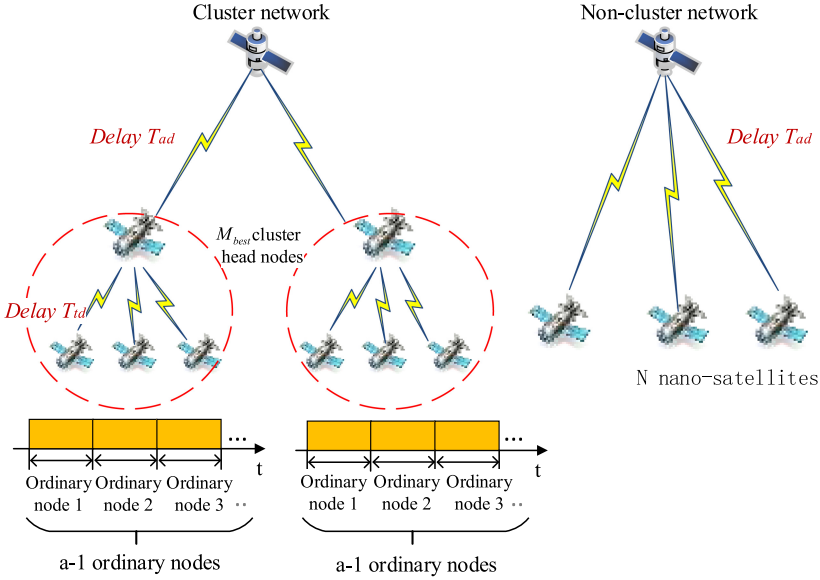 Cluster network
Non-cluster network
Delay Tad
Delay Tad
Mbest cluster
head nodes
Delay Ttd
N nano-satellites
... t
... t
Ordinary node 1
Ordinary node 2
Ordinary node 3 ..
Ordinary node 1
Ordinary node 2
Ordinary node 3 ..
a-1 ordinary nodes
a-1 ordinary nodes